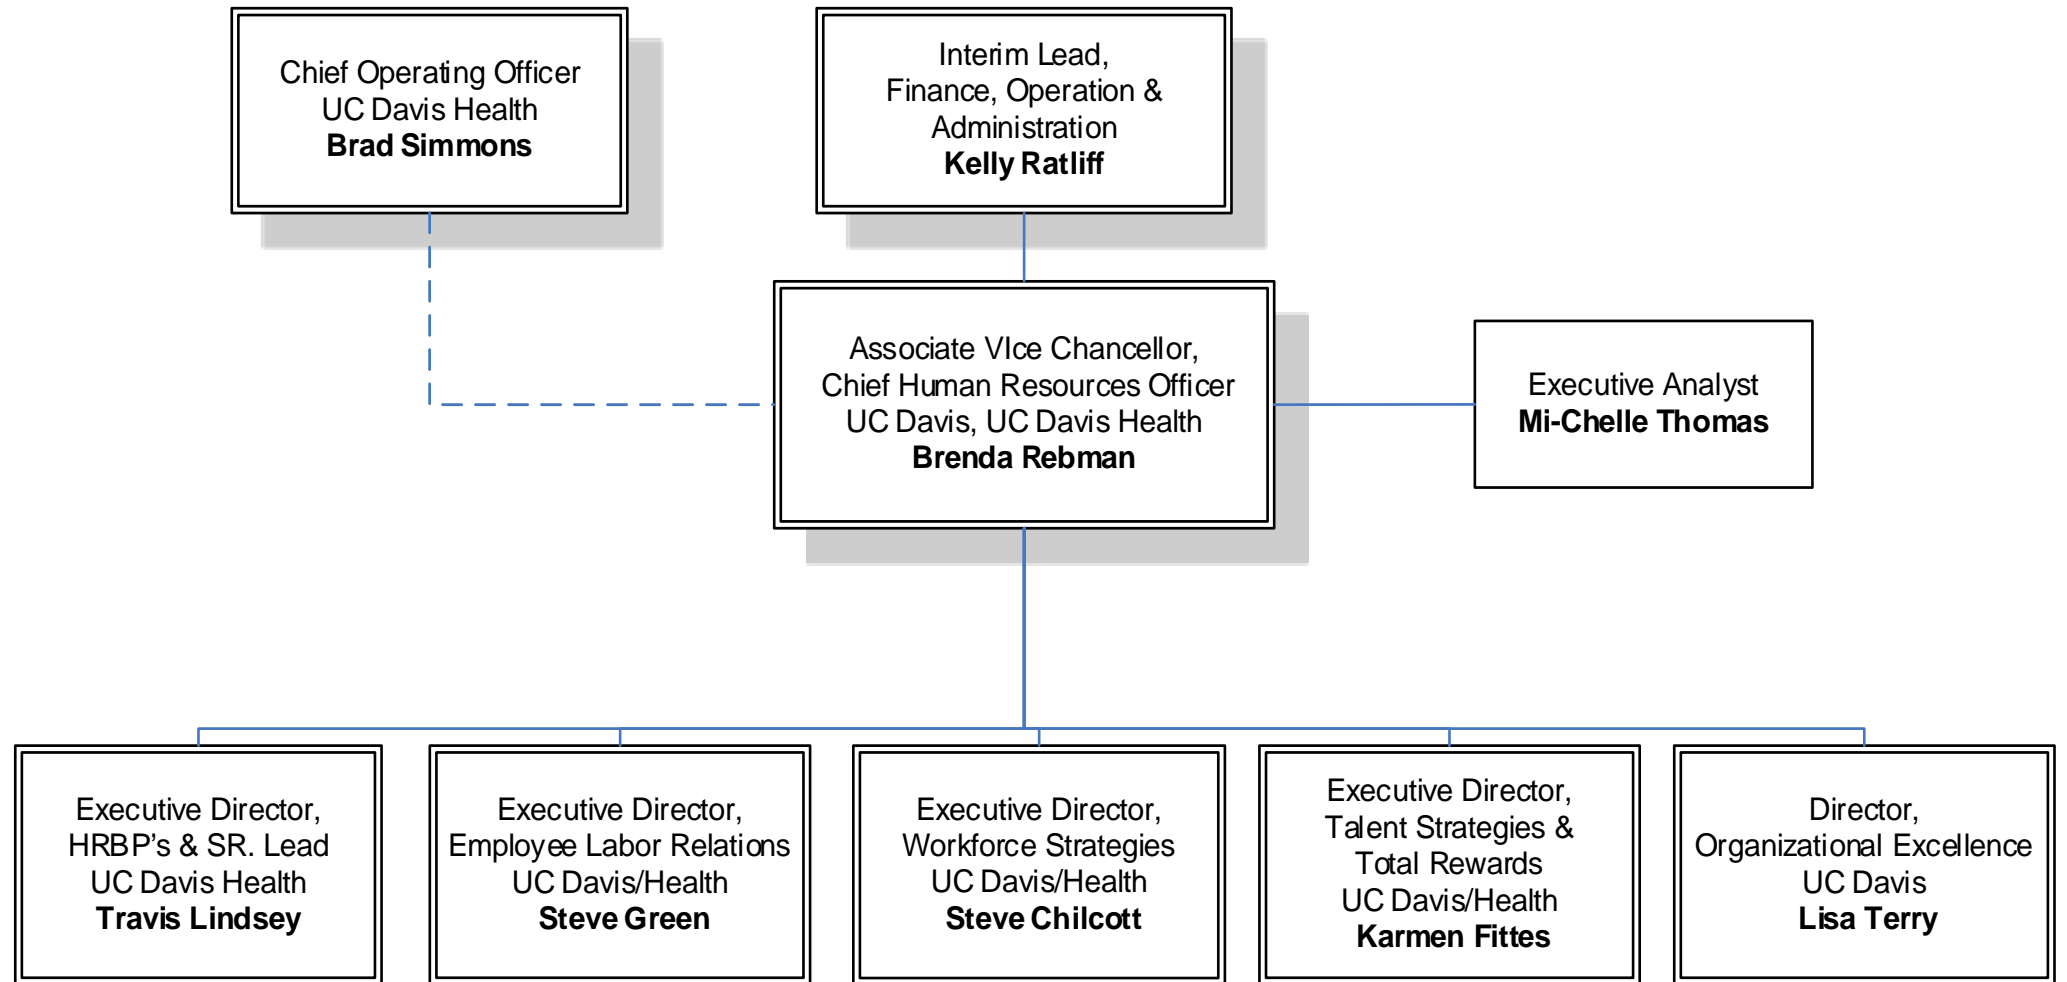 Chief Operating Officer
UC Davis Health
Brad Simmons
Interim Lead,
Finance, Operation &
Administration
Kelly Ratliff
Associate VIce Chancellor,
Chief Human Resources Officer
UC Davis, UC Davis Health
Brenda Rebman
Executive Analyst
Mi-Chelle Thomas
Executive Director,
HRBP's & SR. Lead
UC Davis Health
Travis Lindsey
Executive Director,
Employee Labor Relations
UC Davis/Health
Steve Green
Executive Director,
Workforce Strategies
UC Davis/Health
Steve Chilcott
Executive Director,
Talent Strategies &
Total Rewards
UC Davis/Health
Karmen Fittes
Director,
Organizational Excellence
UC Davis
Lisa Terry